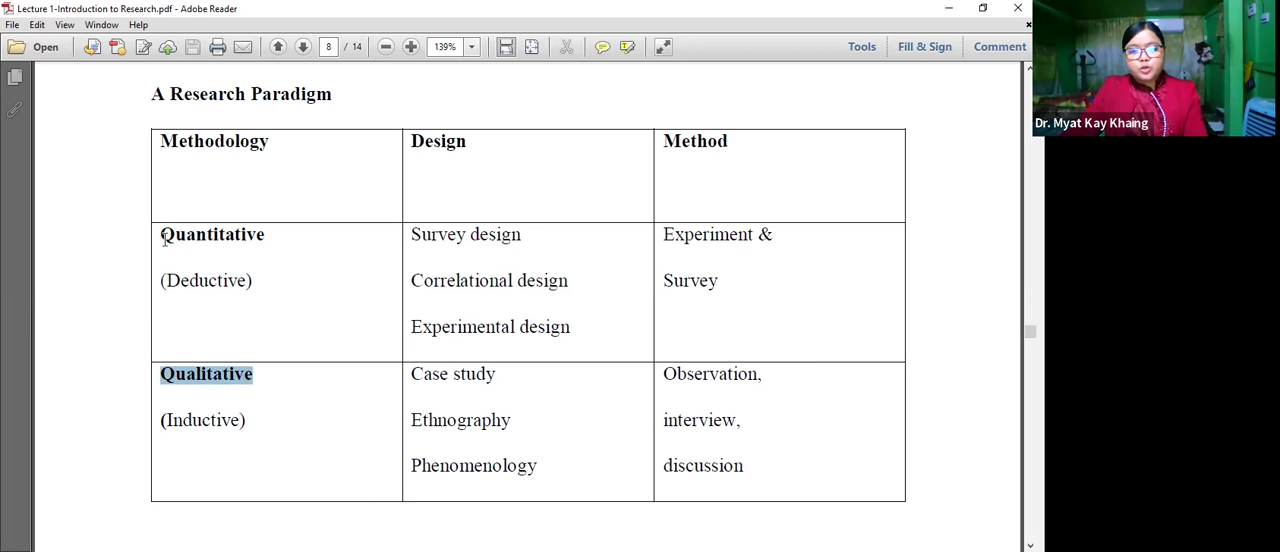 Lecture 1-Introduction to Research.pdf - Adobe Reader
File Edit View Window Help
Open 8 / 14 139% Tools Fill & Sign Comment
Dr. Myat Kay Khaing
A Research Paradigm
Methodology Design Method
Quantitative Survey design Experiment &
(Deductive) Correlational design Survey
Experimental design
Qualitative Case study Observation,
(Inductive) Ethnography interview,
Phenomenology discussion